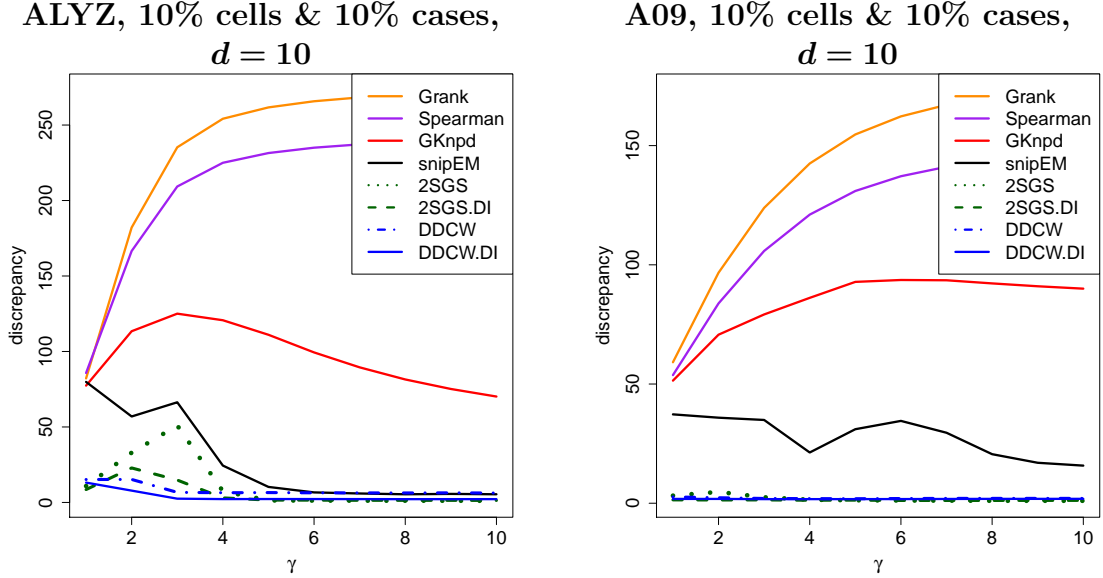 ALYZ, 10% cells & 10% cases,
d = 10
Grank
Spearman
GKnpd
snipEM
2SGS
2SGS.DI
DDCW
DDCW.DI
discrepancy
0
50
100
150
200
250
2
4
6
8
10
γ
A09, 10% cells & 10% cases,
d = 10
Grank
Spearman
GKnpd
snipEM
2SGS
2SGS.DI
DDCW
DDCW.DI
discrepancy
0
50
100
150
2
4
6
8
10
γ